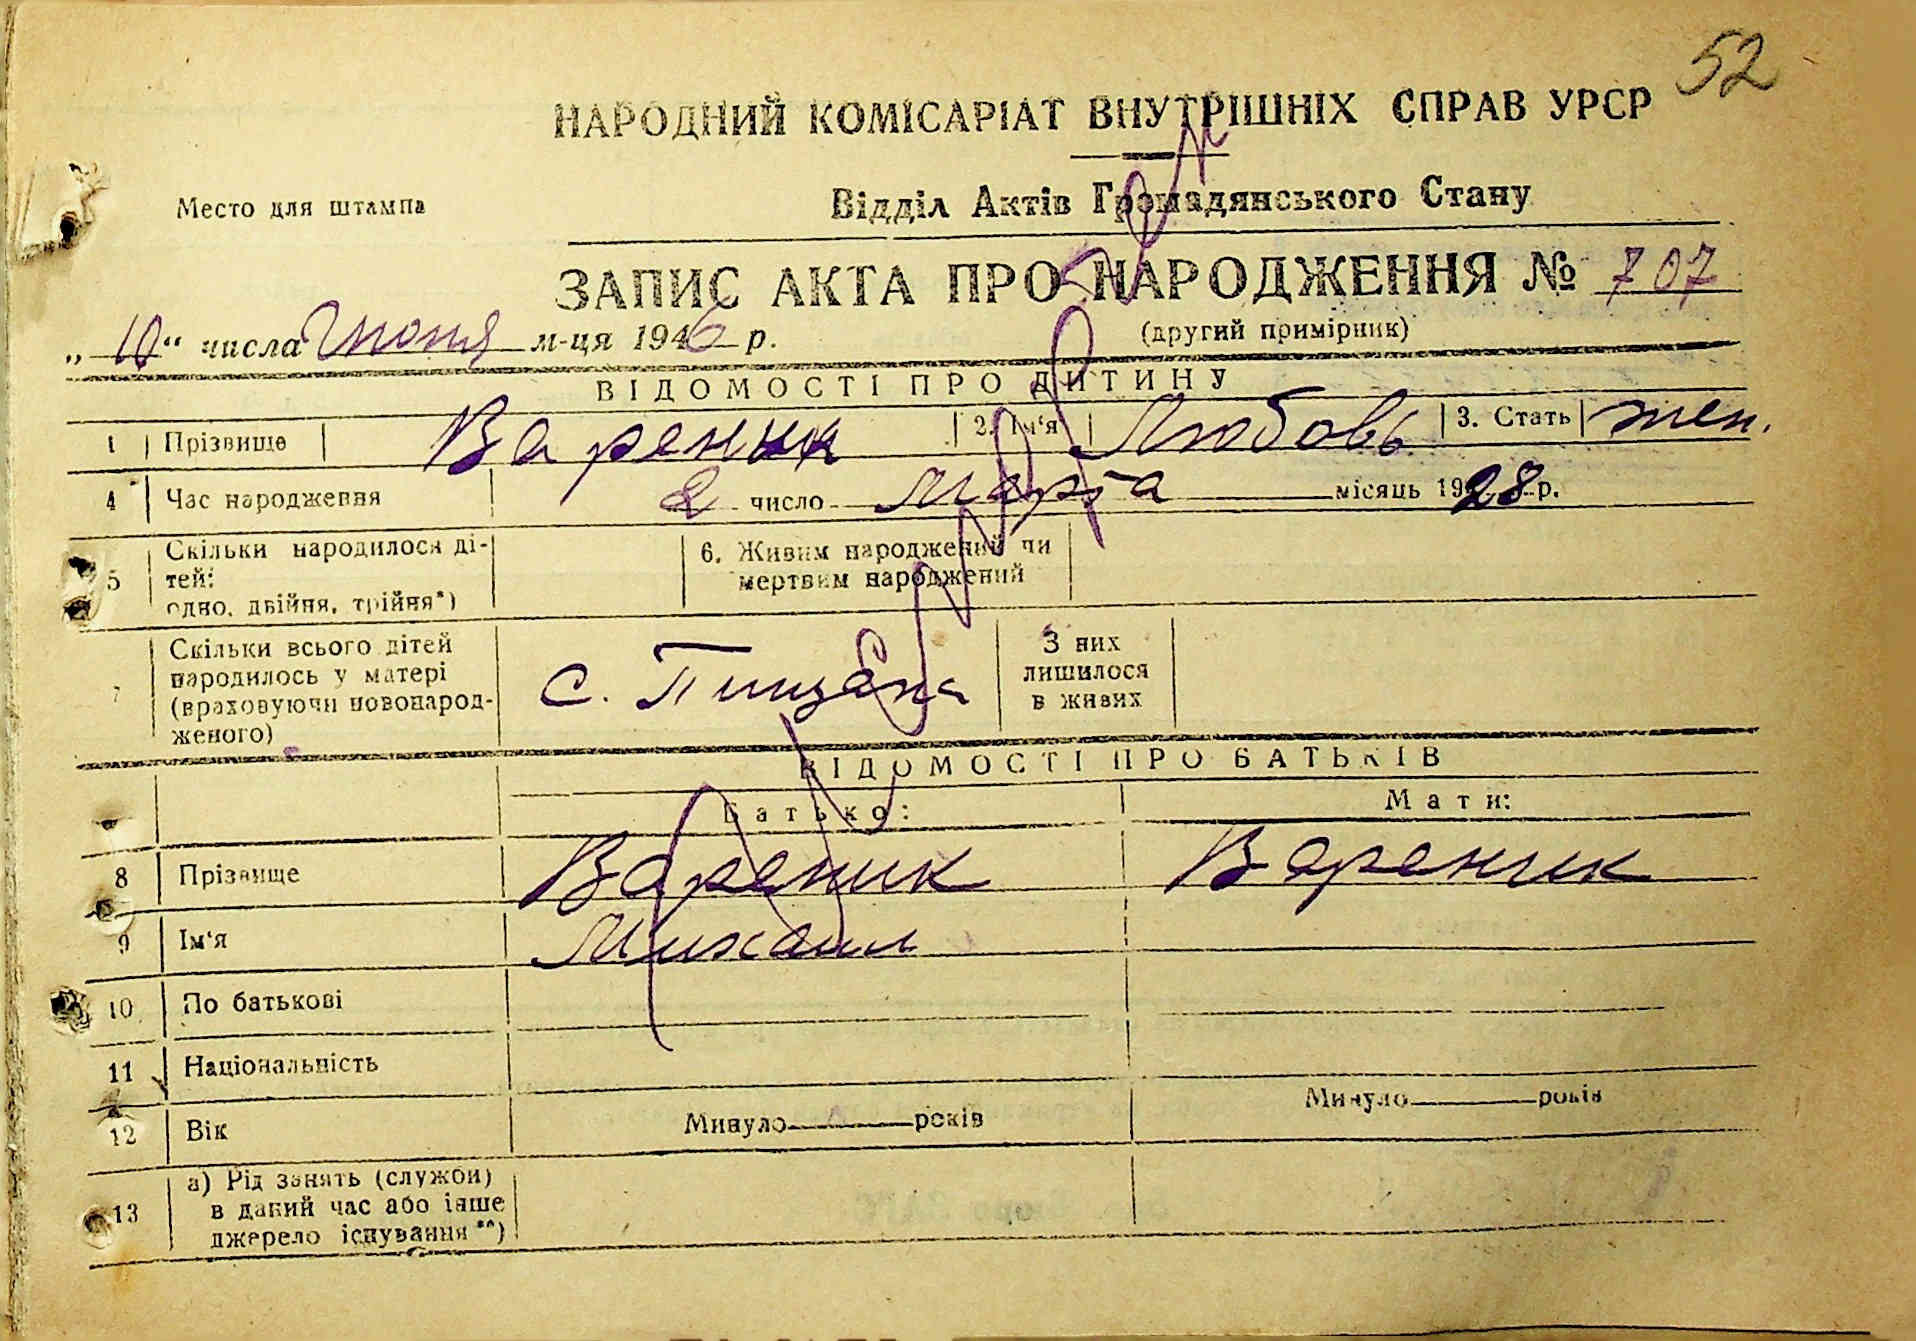 52
НАРОДНИЙ КОМІСАРІАТ ВНУТРІШНІХ СПРАВ УРСР
Место для штампа
Відділ Актів Громадянського Стану
ЗАПИС АКТА ПРО НАРОДЖЕННЯ № 707
„10“ числа Июня м-ця 1946 р.
(другий примірник)
ВІДОМОСТІ ПРО ДИТИНУ
1 Прізвище Вареник 2. Ім'я Любовь 3. Стать жен.
4 Час народження 2 число Марта місяць 1928 р.
5 Скільки народилося ді-
тей:
одно, двійня, трійня*)
6. Живим народжений чи
мертвим народжений
7 Скільки всього дітей
народилось у матері
(враховуючи новонарод-
женого)
с. Пищана
З них
лишилося
в живих
ВІДОМОСТІ ПРО БАТЬКІВ
Батько: Мати:
8 Прізвище Вареник Вареник
9 Ім'я Михаил
10 По батькові
11 Національність
12 Вік Минуло років Минуло років
13 а) Рід занять (служби)
в даний час або інше
джерело існування **)